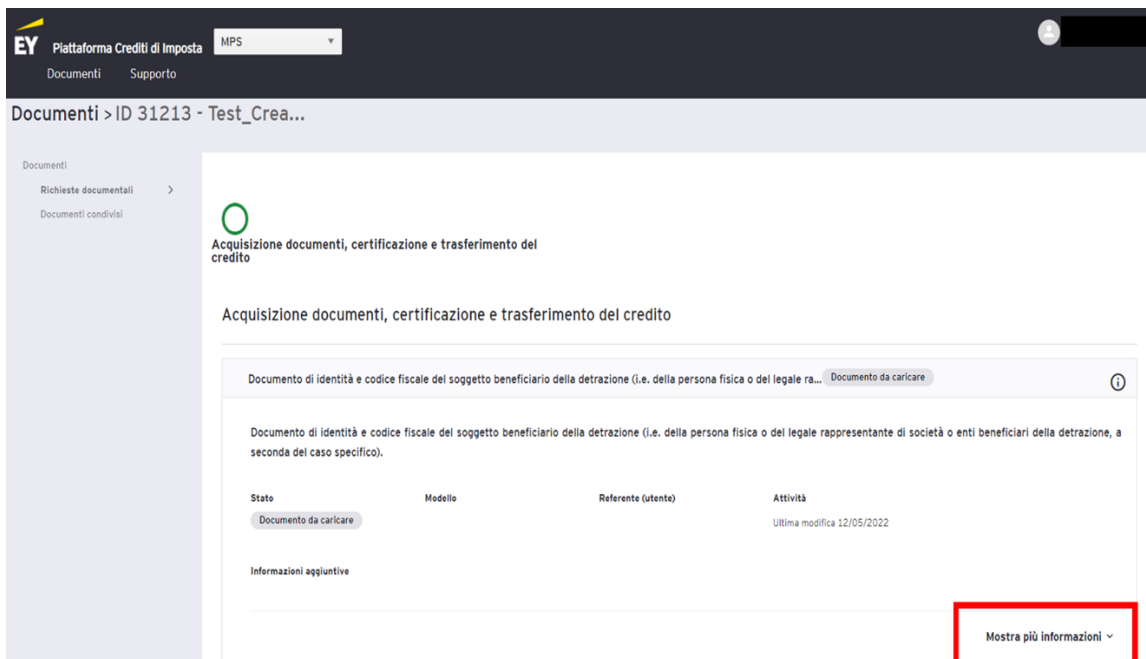 EY Piattaforma Crediti di Imposta MPS
Documenti Supporto
Documenti > ID 31213 - Test_Crea...
Documenti
Richieste documentali >
Documenti condivisi
Acquisizione documenti, certificazione e trasferimento del
credito
Acquisizione documenti, certificazione e trasferimento del credito
Documento di identità e codice fiscale del soggetto beneficiario della detrazione (i.e. della persona fisica o del legale ra... Documento da caricare
Documento di identità e codice fiscale del soggetto beneficiario della detrazione (i.e. della persona fisica o del legale rappresentante di società o enti beneficiari della detrazione, a
seconda del caso specifico).
Stato Modello Referente (utente) Attività
Documento da caricare Ultima modifica 12/05/2022
Informazioni aggiuntive
Mostra più informazioni